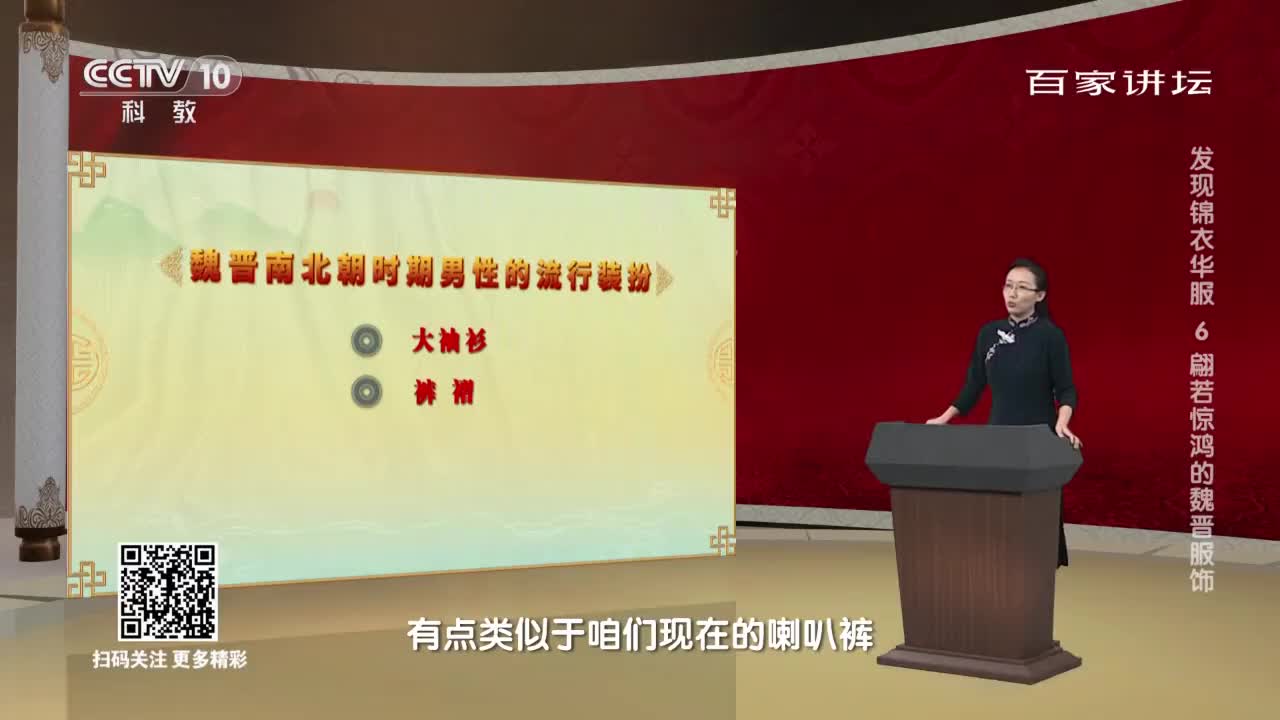 CCTV 10
科 教
百家讲坛
发现锦衣华服 6 翩若惊鸿的魏晋服饰
魏晋南北朝时期男性的流行装扮
大袖衫
裤褶
有点类似于咱们现在的喇叭裤
扫码关注 更多精彩